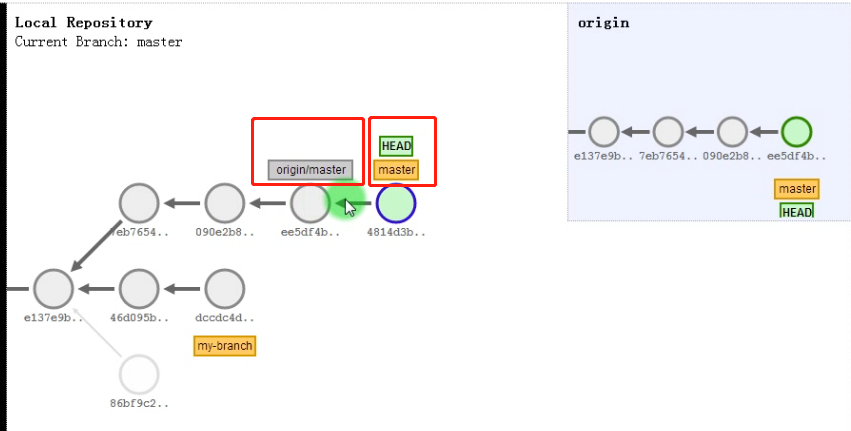 Local Repository
Current Branch: master
origin
HEAD
origin/master
master
7eb7654..
090e2b8..
ee5df4b..
4814d3b..
e137e9b..
46d095b..
dccdc4d..
my-branch
86bf9c2..
e137e9b..
7eb7654..
090e2b8..
ee5df4b..
master
HEAD